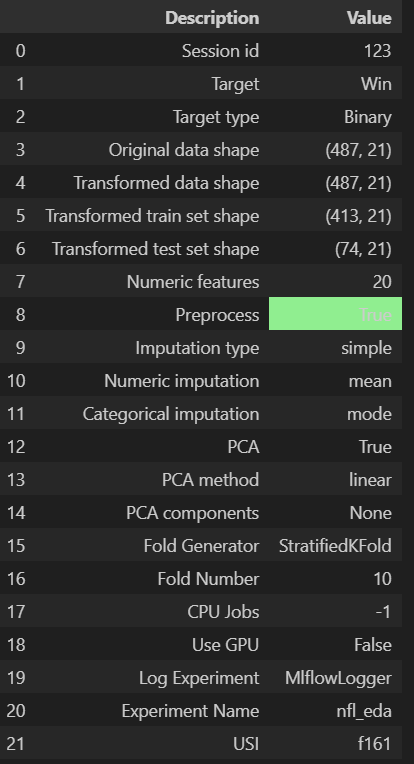 Description Value
0 Session id 123
1 Target Win
2 Target type Binary
3 Original data shape (487, 21)
4 Transformed data shape (487, 21)
5 Transformed train set shape (413, 21)
6 Transformed test set shape (74, 21)
7 Numeric features 20
8 Preprocess True
9 Imputation type simple
10 Numeric imputation mean
11 Categorical imputation mode
12 PCA True
13 PCA method linear
14 PCA components None
15 Fold Generator StratifiedKFold
16 Fold Number 10
17 CPU Jobs -1
18 Use GPU False
19 Log Experiment MlflowLogger
20 Experiment Name nfl_eda
21 USI f161